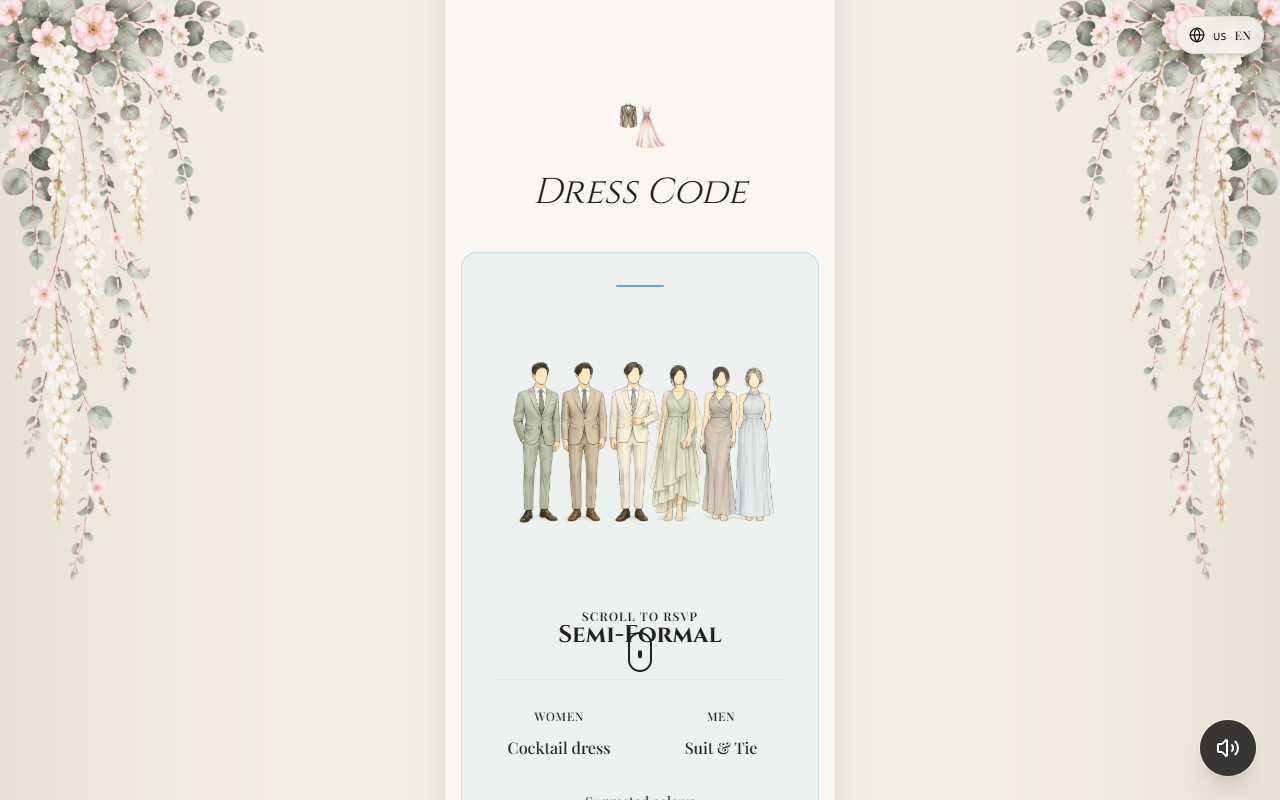 US EN
Dress Code
SCROLL TO RSVP
Semi-Formal
WOMEN
MEN
Cocktail dress
Suit & Tie